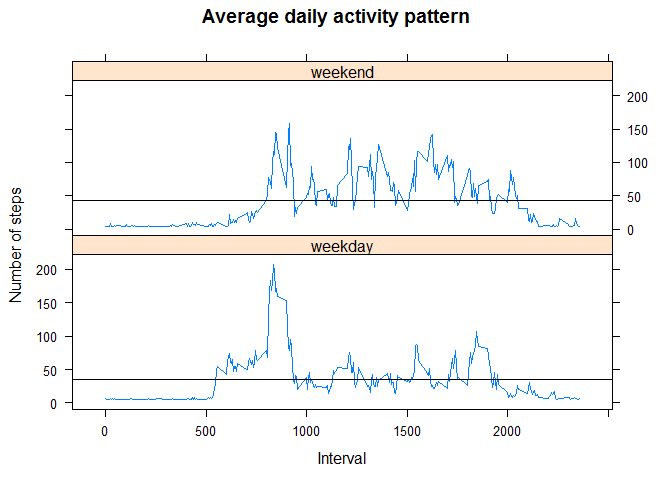 Average daily activity pattern
weekend
200
150
100
50
0
Number of steps
weekday
200
150
100
50
0
0 500 1000 1500 2000
Interval